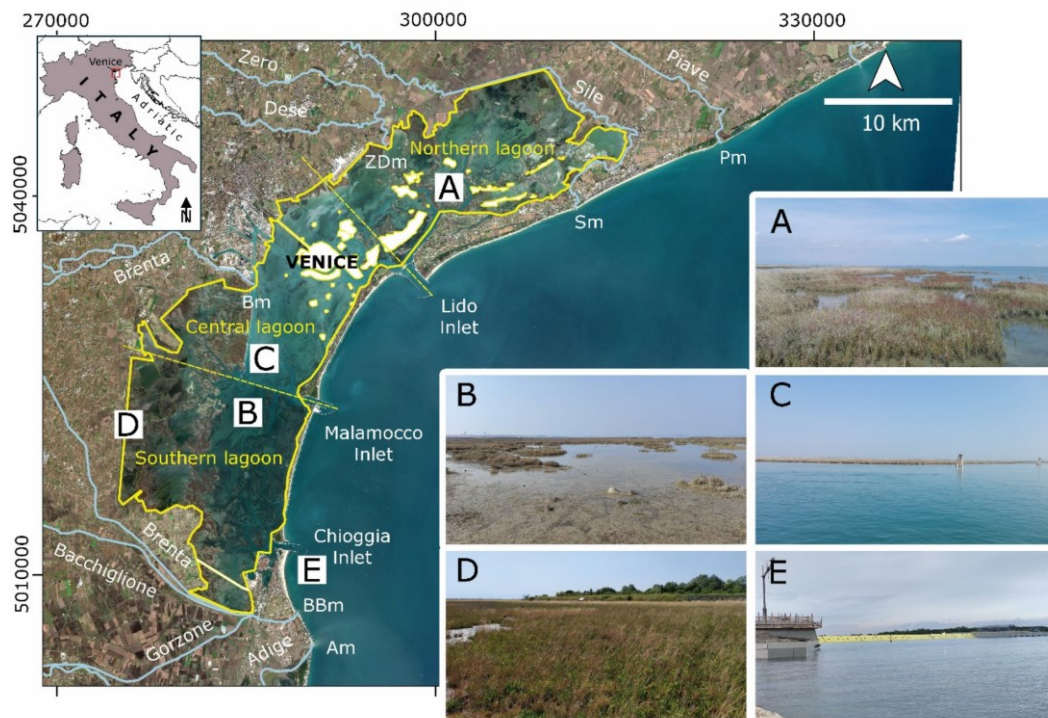 270000
300000
330000
Venice
ITALY
Adriatic
N
Zero
Dese
Sile
Piave
10 km
ZDm
Northern lagoon
A
Pm
Sm
5040000
Brenta
VENICE
Bm
Central lagoon
C
Lido
Inlet
D
B
Southern lagoon
Malamocco
Inlet
Chioggia
Inlet
E
Brenta
Bacchiglione
5010000
Gorzone
BBm
Adige
Am
A
B
C
D
E